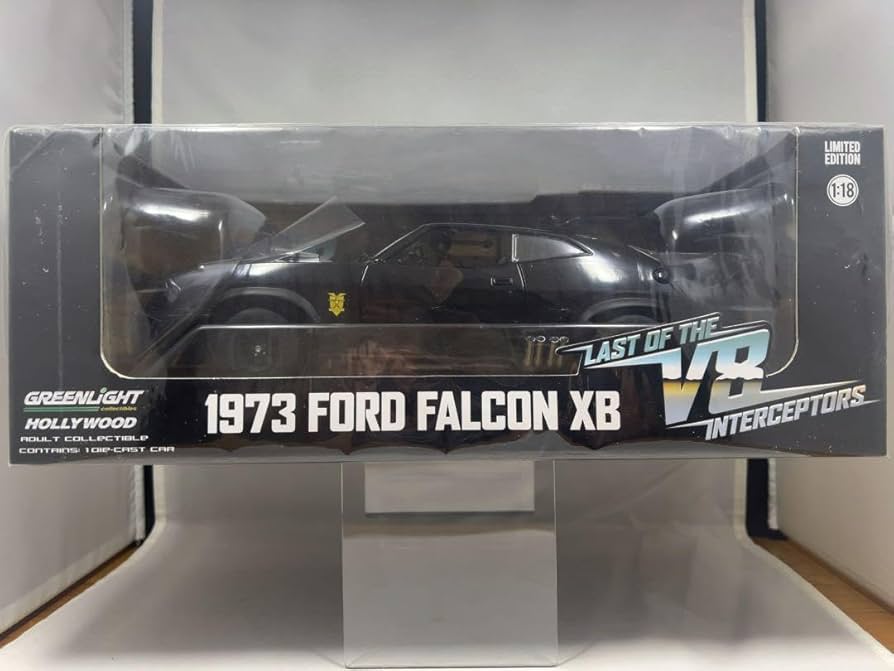 LIMITED
EDITION
1:18
LAST OF THE
V8
INTERCEPTORS
GREENLIGHT
collectibles
HOLLYWOOD
ADULT COLLECTIBLE
CONTAINS: 1 DIE-CAST CAR
1973 FORD FALCON XB